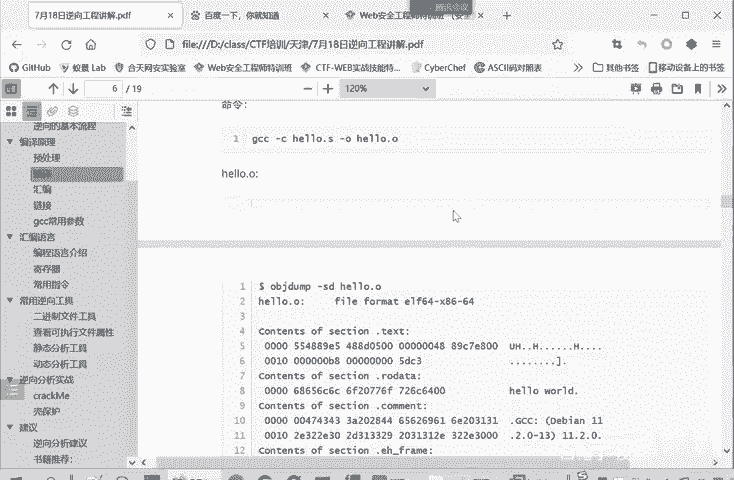 腾讯会议
7月18日逆向工程讲解.pdf
百度一下，你就知道
Web安全工程师特训班
file:///D:/class/CTF培训/天津/7月18日逆向工程讲解.pdf
GitHub
蚁景 Lab
合天网安实验室
Web安全工程师特训班
CTF-WEB实战技能特...
CyberChef
ASCII码对照表
其他书签
移动设备上的书签
6 / 19
120%
逆向的基本流程
编译原理
预处理
汇编
链接
gcc常用参数
汇编语言
编程语言介绍
寄存器
常用指令
常用逆向工具
二进制文件工具
查看可执行文件属性
静态分析工具
动态分析工具
逆向分析实战
crackMe
壳保护
建议
逆向分析建议
书籍推荐：
命令：
1 gcc -c hello.s -o hello.o
hello.o:
1 $ objdump -sd hello.o
2 hello.o: file format elf64-x86-64
3
4 Contents of section .text:
5 0000 554889e5 488d0500 00000048 89c7e800 UH..H......H....
6 0010 000000b8 00000000 5dc3 ........].
7 Contents of section .rodata:
8 0000 68656c6c 6f20776f 726c6400 hello world.
9 Contents of section .comment:
10 0000 00474343 3a202844 65626961 6e203131 .GCC: (Debian 11
11 0010 2e322e30 2d313329 2031312e 322e3000 .2.0-13) 11.2.0.
12 Contents of section .eh_frame: